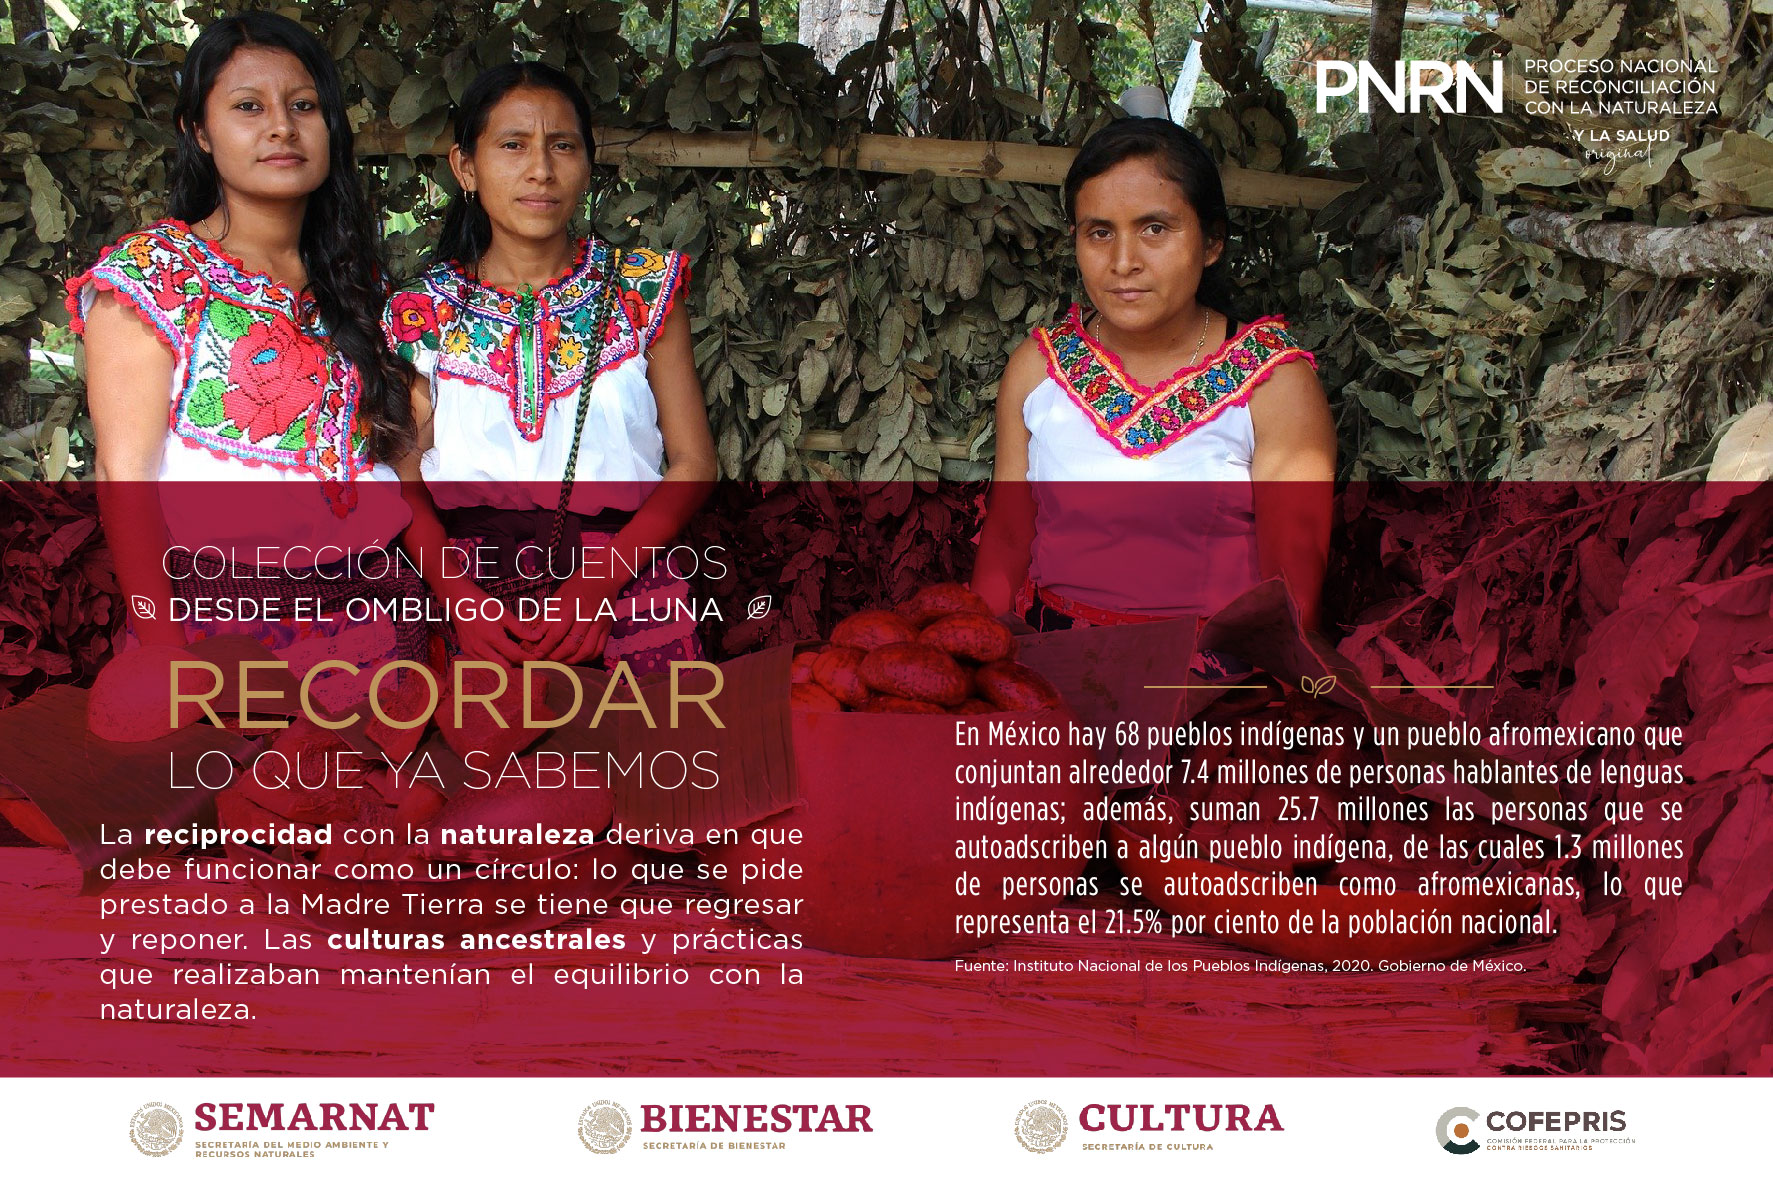 PNRÑ
PROCESO NACIONAL
DE RECONCILIACIÓN
CON LA NATURALEZA
Y LA SALUD
original
COLECCIÓN DE CUENTOS
DESDE EL OMBLIGO DE LA LUNA
RECORDAR
LO QUE YA SABEMOS
La reciprocidad con la naturaleza deriva en que
debe funcionar como un círculo: lo que se pide
prestado a la Madre Tierra se tiene que regresar
y reponer. Las culturas ancestrales y prácticas
que realizaban mantenían el equilibrio con la
naturaleza.
En México hay 68 pueblos indígenas y un pueblo afromexicano que
conjuntan alrededor 7.4 millones de personas hablantes de lenguas
indígenas; además, suman 25.7 millones las personas que se
autoadscriben a algún pueblo indígena, de las cuales 1.3 millones
de personas se autoadscriben como afromexicanas, lo que
representa el 21.5% por ciento de la población nacional.
Fuente: Instituto Nacional de los Pueblos Indígenas, 2020. Gobierno de México.
SEMARNAT
SECRETARÍA DEL MEDIO AMBIENTE Y
RECURSOS NATURALES
BIENESTAR
SECRETARÍA DE BIENESTAR
CULTURA
SECRETARÍA DE CULTURA
COFEPRIS
COMISIÓN FEDERAL PARA LA PROTECCIÓN
CONTRA RIESGOS SANITARIOS